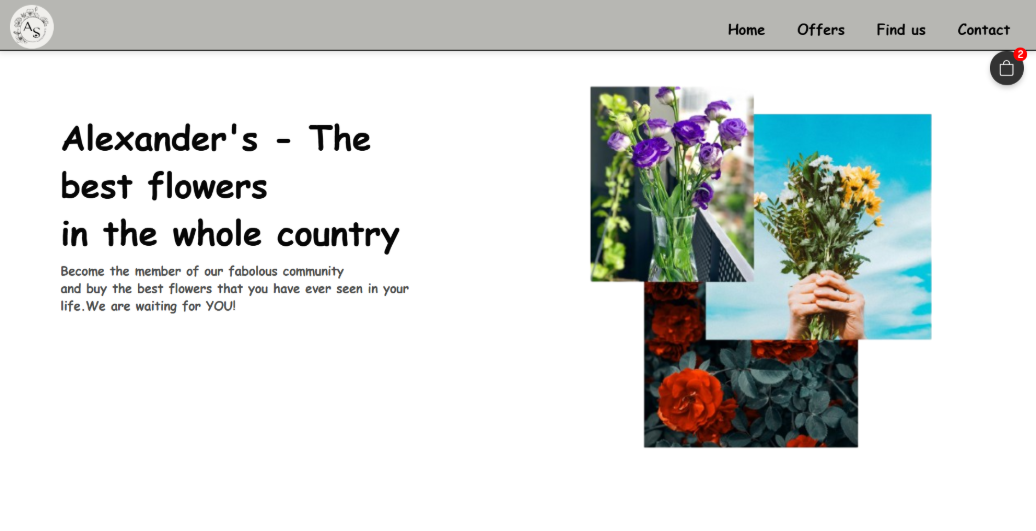 AS
Home Offers Find us Contact
2
Alexander's - The
best flowers
in the whole country
Become the member of our fabolous community
and buy the best flowers that you have ever seen in your
life.We are waiting for YOU!